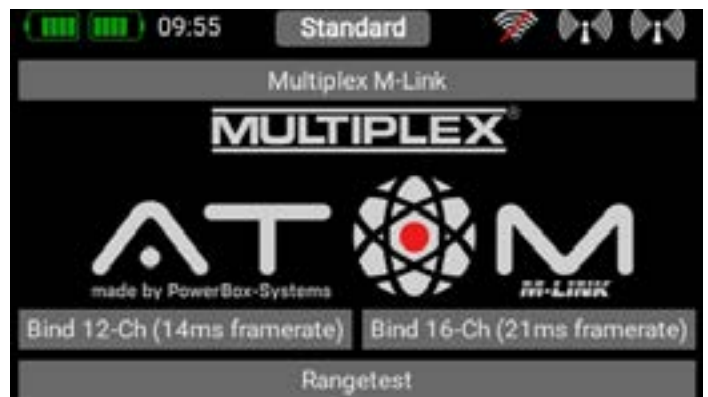 09:55 Standard
Multiplex M-Link
MULTIPLEX®
ATOM
made by PowerBox-Systems M-LINK
Bind 12-Ch (14ms framerate) Bind 16-Ch (21ms framerate)
Rangetest